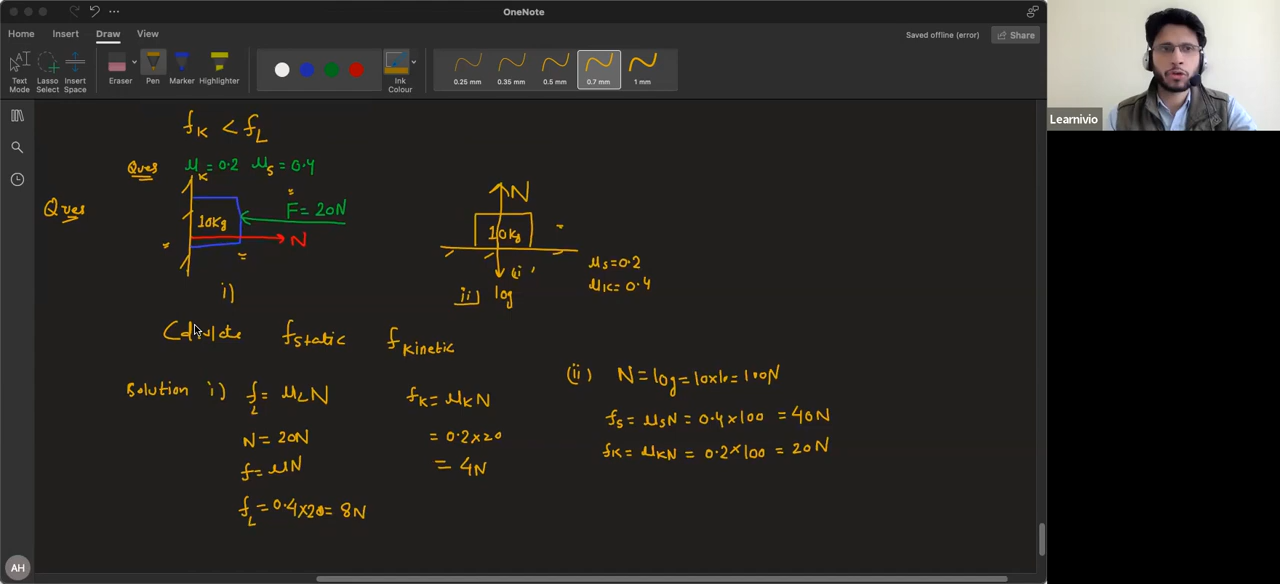 OneNote
Home Insert Draw View
Saved offline (error) Share
Text Mode Lasso Select Insert Space Eraser Pen Marker Highlighter Ink Colour 0.25 mm 0.35 mm 0.5 mm 0.7 mm 1 mm
Learnivio
fK < fL
Ques μK = 0.2 μS = 0.4
Ques
10Kg F = 20N
N
i)
N
10Kg
μS = 0.2
μK = 0.4
ii) 10g
Calculate fStatic fKinetic
Solution i) fL = μLN
N = 20N
f = μN
fL = 0.4×20 = 8N
fK = μKN
= 0.2×20
= 4N
(ii) N = 10g = 10×10 = 100N
fS = μSN = 0.4×100 = 40N
fK = μKN = 0.2×100 = 20N
AH